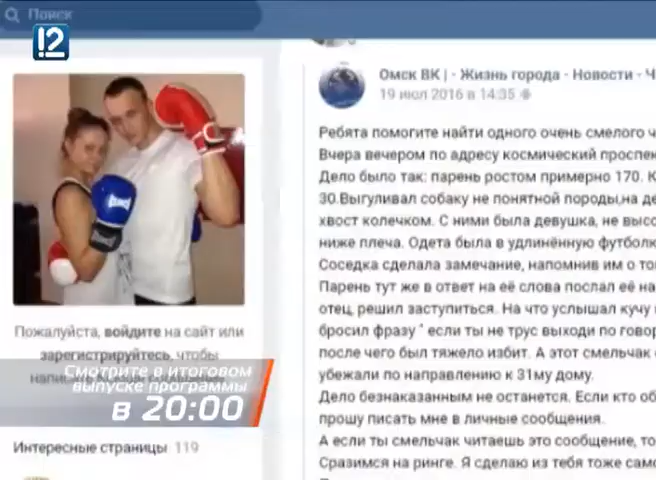 Поиск
12
Омск ВК | - Жизнь города - Новости - Ч
19 июл 2016 в 14:35
Ребята помогите найти одного очень смелого ч
Вчера вечером по адресу космический проспек
Дело было так: парень ростом примерно 170. К
30.Выгуливал собаку не понятной породы,на де
хвост колечком. С ними была девушка, не высо
ниже плеча. Одета была в удлинённую футболк
Соседка сделала замечание, напомнив им о то
Парень тут же в ответ на её слова послал её на
отец, решил заступиться. На что услышал кучу
бросил фразу " если ты не трус выходи по говор
после чего был тяжело избит. А этот смельчак
убежали по направлению к 31му дому.
Дело безнаказанным не останется. Если кто об
прошу писать мне в личные сообщения.
А если ты смельчак читаешь это сообщение, то
Сразимся на ринге. Я сделаю из тебя тоже само
Пожалуйста, войдите на сайт или
зарегистрируйтесь, чтобы
Смотрите в итоговом
выпуске программы
в 20:00
Интересные страницы 119